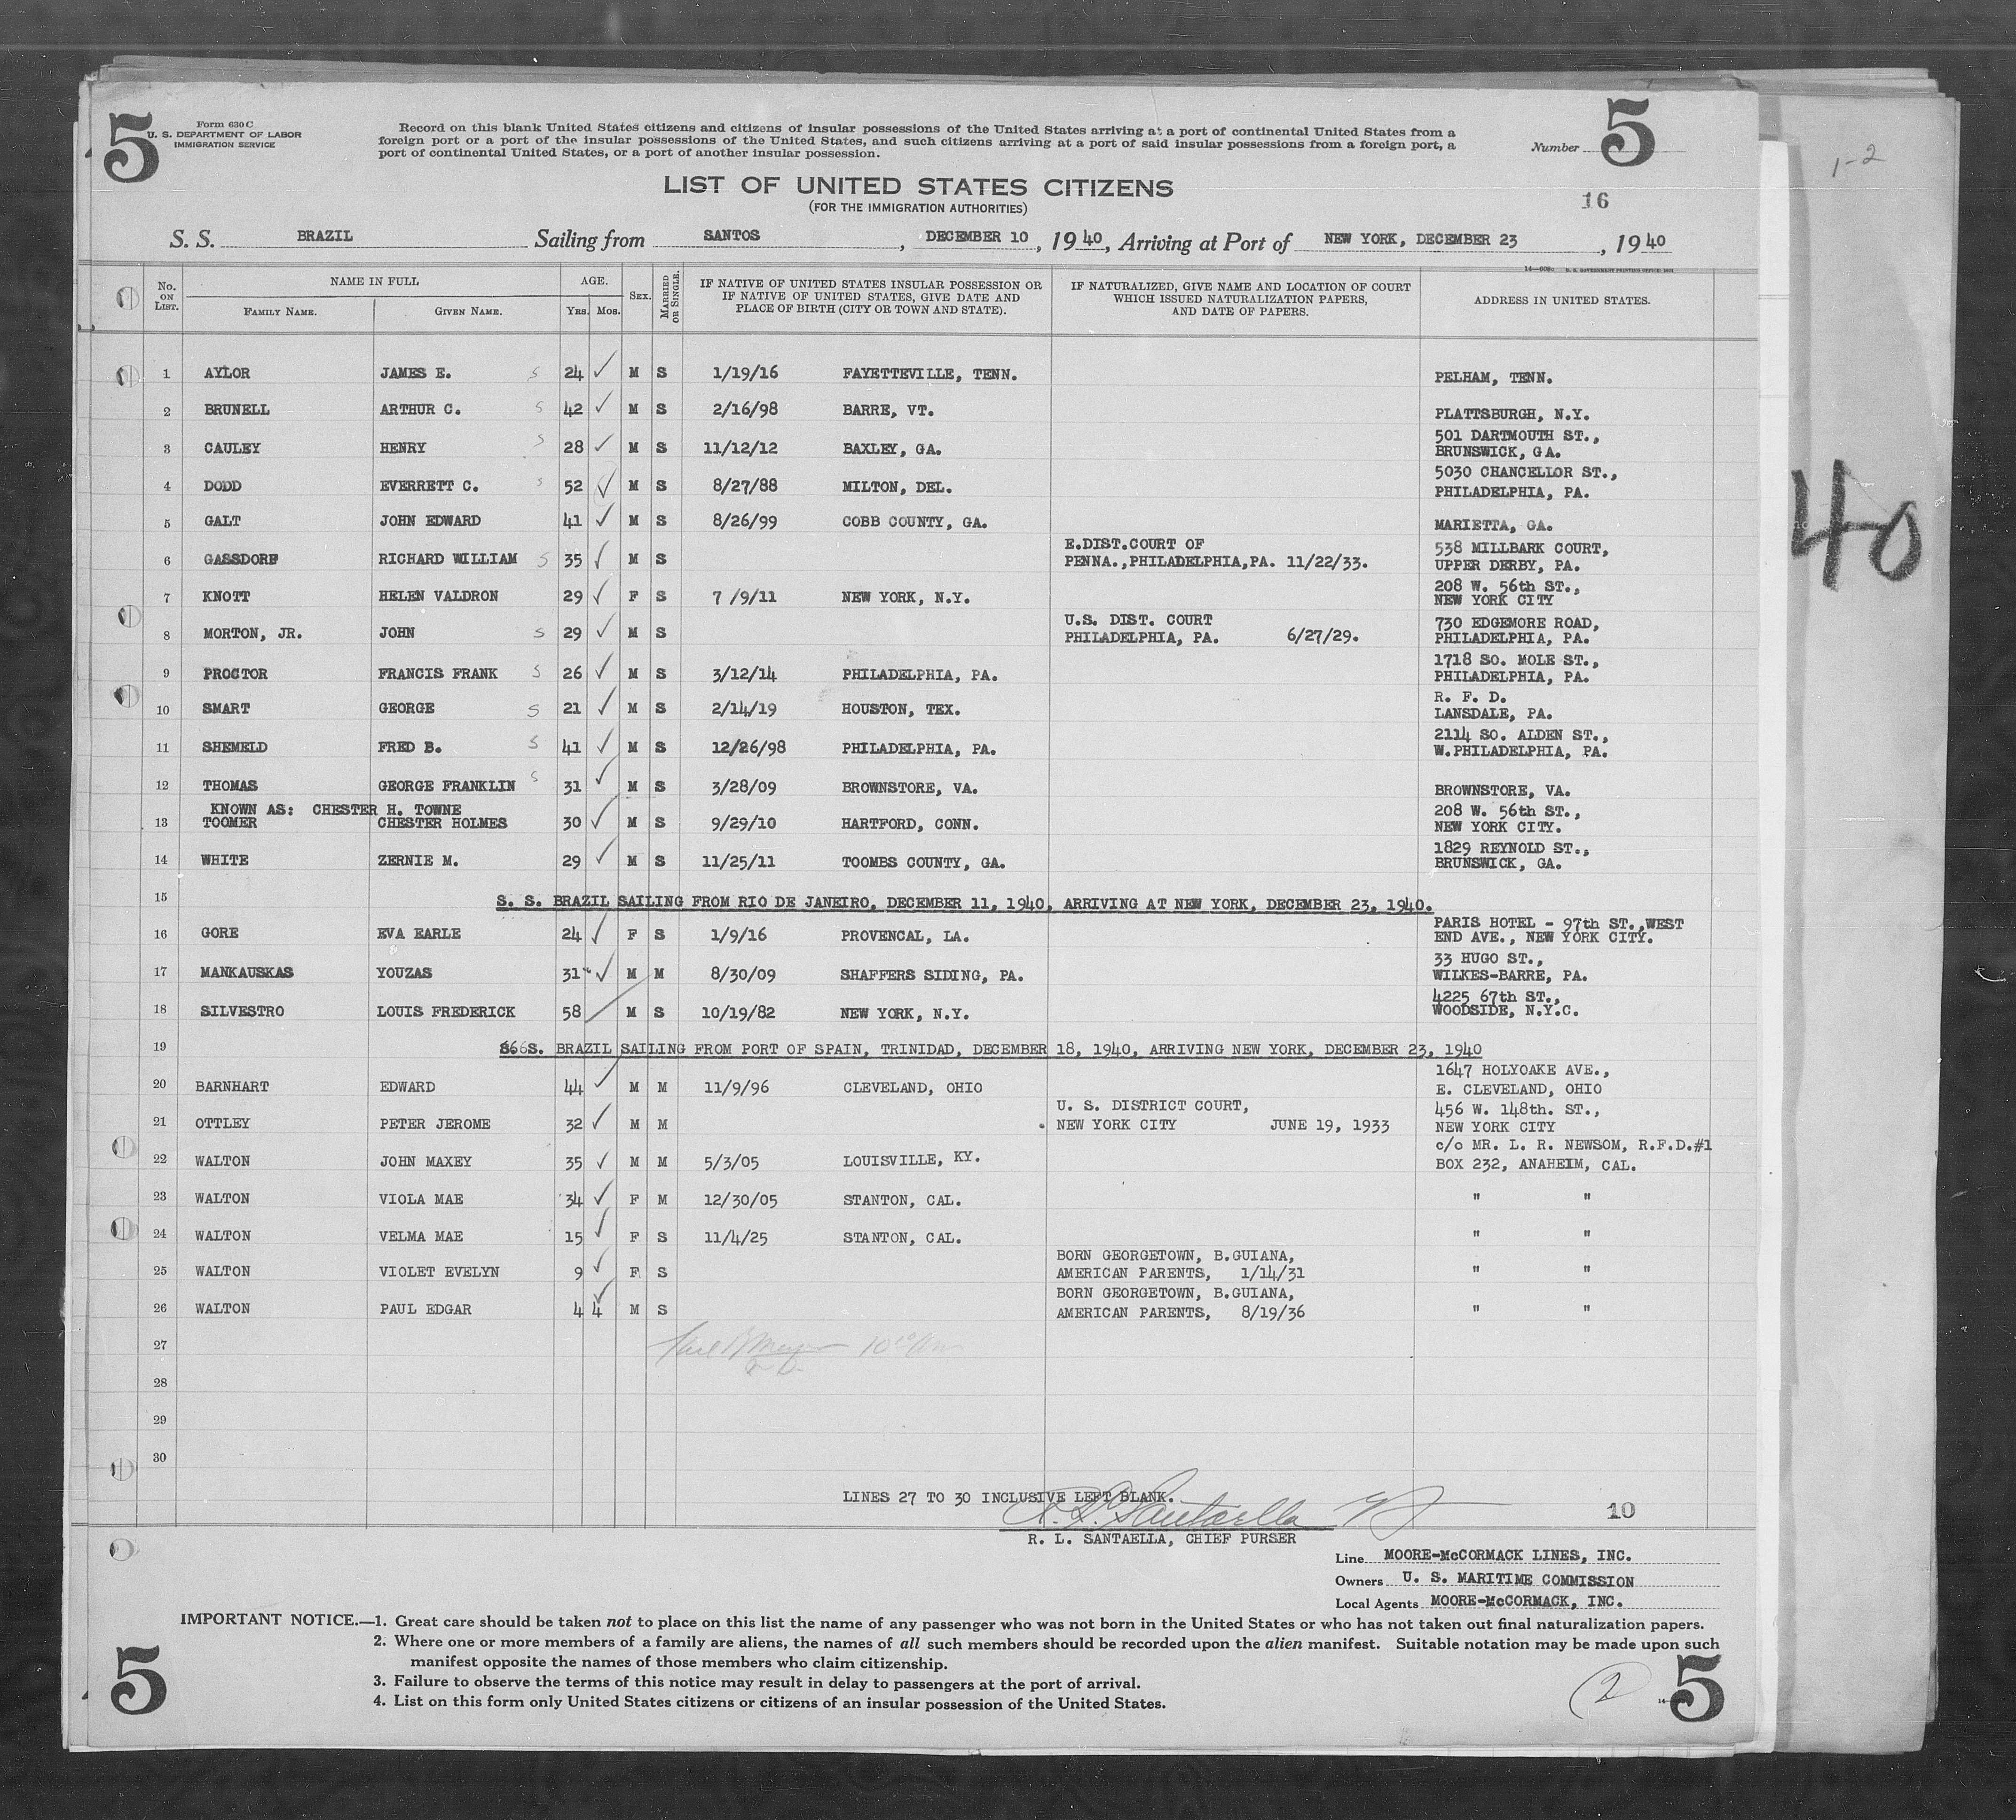 5
Form 630 C
U. S. DEPARTMENT OF LABOR
IMMIGRATION SERVICE
Record on this blank United States citizens and citizens of insular possessions of the United States arriving at a port of continental United States from a
foreign port or a port of the insular possessions of the United States, and such citizens arriving at a port of said insular possessions from a foreign port, a
port of continental United States, or a port of another insular possession.
Number 5
1-2
LIST OF UNITED STATES CITIZENS
(FOR THE IMMIGRATION AUTHORITIES)
16
S. S. BRAZIL Sailing from SANTOS, DECEMBER 10, 1940, Arriving at Port of NEW YORK, DECEMBER 23, 1940
No. ON LIST.
NAME IN FULL
FAMILY NAME. GIVEN NAME.
AGE.
Yrs. Mos.
SEX.
MARRIED OR SINGLE.
IF NATIVE OF UNITED STATES INSULAR POSSESSION OR
IF NATIVE OF UNITED STATES, GIVE DATE AND
PLACE OF BIRTH (CITY OR TOWN AND STATE).
IF NATURALIZED, GIVE NAME AND LOCATION OF COURT
WHICH ISSUED NATURALIZATION PAPERS,
AND DATE OF PAPERS.
ADDRESS IN UNITED STATES.
1 AYLOR JAMES E. S 24 ✓ M S 1/19/16 FAYETTEVILLE, TENN. PELHAM, TENN.
2 BRUNELL ARTHUR C. S 42 ✓ M S 2/16/98 BARRE, VT. PLATTSBURGH, N.Y.
501 DARTMOUTH ST.,
3 CAULEY HENRY S 28 ✓ M S 11/12/12 BAXLEY, GA. BRUNSWICK, GA.
5030 CHANCELLOR ST.,
4 DODD EVERRETT C. S 52 ✓ M S 8/27/88 MILTON, DEL. PHILADELPHIA, PA.
5 GALT JOHN EDWARD 41 ✓ M S 8/26/99 COBB COUNTY, GA. MARIETTA, GA.
E.DIST.COURT OF 538 MILLBARK COURT,
6 GASSDORF RICHARD WILLIAM S 35 ✓ M S PENNA.,PHILADELPHIA,PA. 11/22/33. UPPER DERBY, PA.
208 W. 56th ST.,
7 KNOTT HELEN VALDRON 29 ✓ F S 7 /9/11 NEW YORK, N.Y. NEW YORK CITY
U.S. DIST. COURT 730 EDGEMORE ROAD,
8 MORTON, JR. JOHN S 29 ✓ M S PHILADELPHIA, PA. 6/27/29. PHILADELPHIA, PA.
1718 SO. MOLE ST.,
9 PROCTOR FRANCIS FRANK S 26 ✓ M S 3/12/14 PHILADELPHIA, PA. PHILADELPHIA, PA.
R. F. D.
10 SMART GEORGE S 21 ✓ M S 2/14/19 HOUSTON, TEX. LANSDALE, PA.
2114 SO. ALDEN ST.,
11 SHEMELD FRED B. S 41 ✓ M S 12/26/98 PHILADELPHIA, PA. W.PHILADELPHIA, PA.
12 THOMAS GEORGE FRANKLIN S 31 ✓ M S 3/28/09 BROWNSTORE, VA. BROWNSTORE, VA.
KNOWN AS: CHESTER H. TOWNE 208 W. 56th ST.,
13 TOOMER CHESTER HOLMES 30 ✓ M S 9/29/10 HARTFORD, CONN. NEW YORK CITY.
1829 REYNOLD ST.,
14 WHITE ZERNIE M. 29 ✓ M S 11/25/11 TOOMBS COUNTY, GA. BRUNSWICK, GA.
15 S. S. BRAZIL SAILING FROM RIO DE JANEIRO, DECEMBER 11, 1940, ARRIVING AT NEW YORK, DECEMBER 23, 1940.
PARIS HOTEL - 97th ST.,WEST
16 GORE EVA EARLE 24 ✓ F S 1/9/16 PROVENCAL, LA. END AVE., NEW YORK CITY.
33 HUGO ST.,
17 MANKAUSKAS YOUZAS 31 ✓ M M 8/30/09 SHAFFERS SIDING, PA. WILKES-BARRE, PA.
4225 67th ST.,
18 SILVESTRO LOUIS FREDERICK 58 M S 10/19/82 NEW YORK, N.Y. WOODSIDE, N.Y.C.
19 S. S. BRAZIL SAILING FROM PORT OF SPAIN, TRINIDAD, DECEMBER 18, 1940, ARRIVING NEW YORK, DECEMBER 23, 1940
1647 HOLYOAKE AVE.,
20 BARNHART EDWARD 44 ✓ M M 11/9/96 CLEVELAND, OHIO E. CLEVELAND, OHIO
U. S. DISTRICT COURT, 456 W. 148th. ST.,
21 OTTLEY PETER JEROME 32 ✓ M M NEW YORK CITY JUNE 19, 1933 NEW YORK CITY
c/o MR. L. R. NEWSOM, R.F.D.#1
22 WALTON JOHN MAXEY 35 ✓ M M 5/3/05 LOUISVILLE, KY. BOX 232, ANAHEIM, CAL.
23 WALTON VIOLA MAE 34 ✓ F M 12/30/05 STANTON, CAL. " "
24 WALTON VELMA MAE 15 ✓ F S 11/4/25 STANTON, CAL. " "
BORN GEORGETOWN, B.GUIANA,
25 WALTON VIOLET EVELYN 9 ✓ F S AMERICAN PARENTS, 1/14/31 " "
BORN GEORGETOWN, B.GUIANA,
26 WALTON PAUL EDGAR 4 4 ✓ M S AMERICAN PARENTS, 8/19/36 " "
27
28
29
30
LINES 27 TO 30 INCLUSIVE LEFT BLANK.
R. L. Santaella
R. L. SANTAELLA, CHIEF PURSER
10
Line MOORE-McCORMACK LINES, INC.
Owners U. S. MARITIME COMMISSION
Local Agents MOORE-McCORMACK, INC.
IMPORTANT NOTICE.—1. Great care should be taken not to place on this list the name of any passenger who was not born in the United States or who has not taken out final naturalization papers.
2. Where one or more members of a family are aliens, the names of all such members should be recorded upon the alien manifest. Suitable notation may be made upon such
manifest opposite the names of those members who claim citizenship.
3. Failure to observe the terms of this notice may result in delay to passengers at the port of arrival.
4. List on this form only United States citizens or citizens of an insular possession of the United States.
5
2
5
40